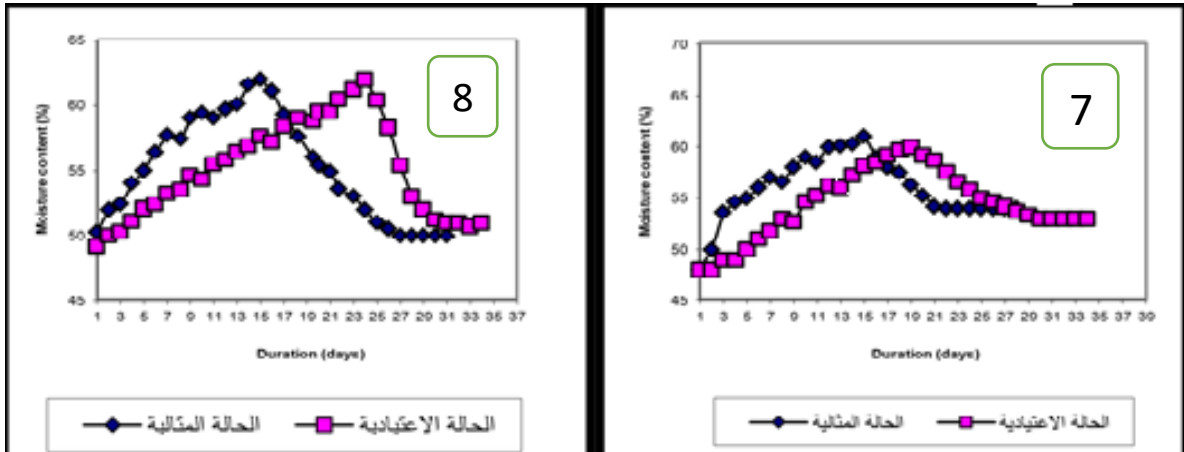 8
65
60
55
50
45
Moisture content (%)
1 3 5 7 9 11 13 15 17 19 21 23 25 27 29 31 33 35 37
Duration (days)
الحالة المثالية الحالة الاعتيادية
7
70
65
60
55
50
45
Moisture content (%)
1 3 5 7 9 11 13 15 17 19 21 23 25 27 29 31 33 35 37 39
Duration (days)
الحالة المثالية الحالة الاعتيادية